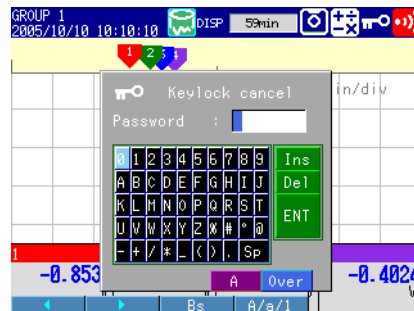 GROUP 1
2005/10/10 10:10:10 DISP 59min
1 2 3 4
in/div
Keylock cancel
Password :
0 1 2 3 4 5 6 7 8 9 Ins
A B C D E F G H I J Del
K L M N O P Q R S T ENT
U V W X Y Z % # ° @
- + / * _ ( ) . Sp
1
-0.853 -0.4024
A Over
Bs A/a/1